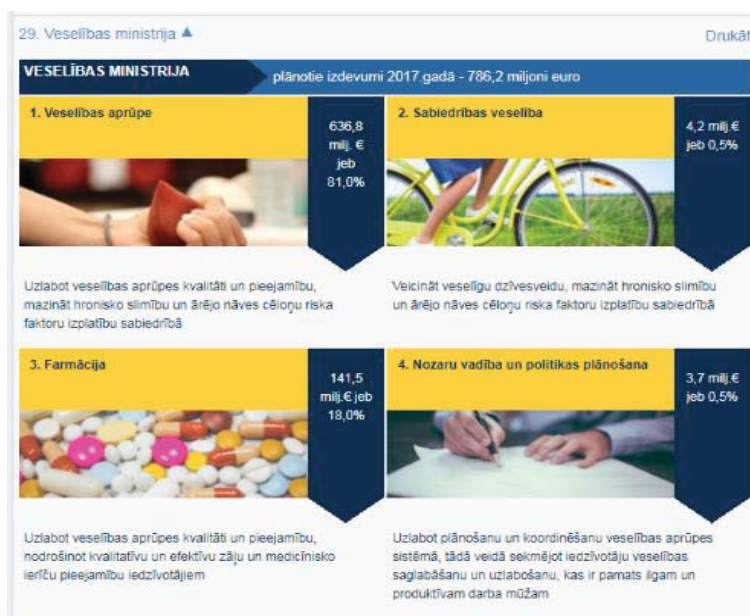 29. Veselības ministrija ▲
Drukāt
VESELĪBAS MINISTRIJA
plānotie izdevumi 2017.gadā - 786,2 miljoni euro
1. Veselības aprūpe
636,8
milj. €
jeb
81,0%
2. Sabiedrības veselība
4,2 milj.€
jeb 0,5%
Uzlabot veselības aprūpes kvalitāti un pieejamību,
mazināt hronisko slimību un ārējo nāves cēloņu riska
faktoru izplatību sabiedrībā
Veicināt veselīgu dzīvesveidu, mazināt hronisko slimību
un ārējo nāves cēloņu riska faktoru izplatību sabiedrībā
3. Farmācija
141,5
milj.€ jeb
18,0%
4. Nozaru vadība un politikas plānošana
3,7 milj.€
jeb 0,5%
Uzlabot veselības aprūpes kvalitāti un pieejamību,
nodrošinot kvalitatīvu un efektīvu zāļu un medicīnisko
ierīču pieejamību iedzīvotājiem
Uzlabot plānošanu un koordinēšanu veselības aprūpes
sistēmā, tādā veidā sekmējot iedzīvotāju veselības
saglabāšanu un uzlabošanu, kas ir pamats ilgam un
produktīvam darba mūžam